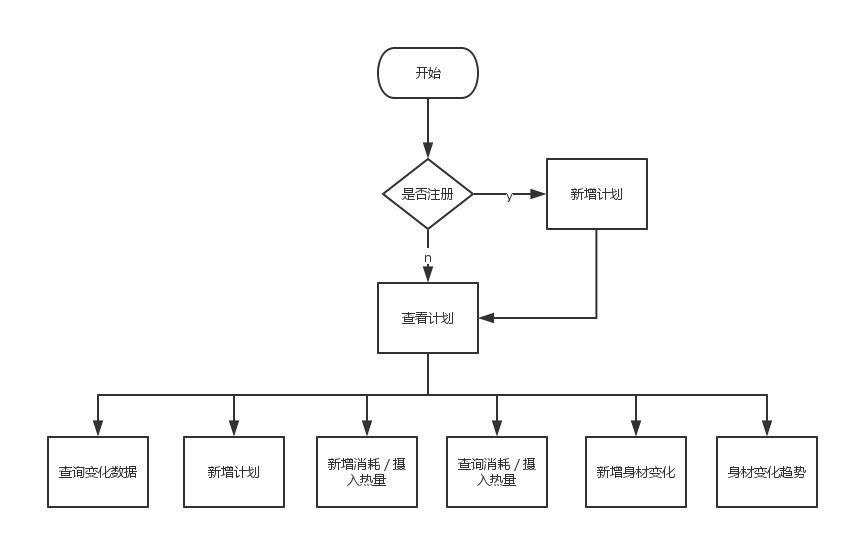 开始
是否注册
y
新增计划
n
查看计划
查询变化数据
新增计划
新增消耗 / 摄
入热量
查询消耗 / 摄
入热量
新增身材变化
身材变化趋势